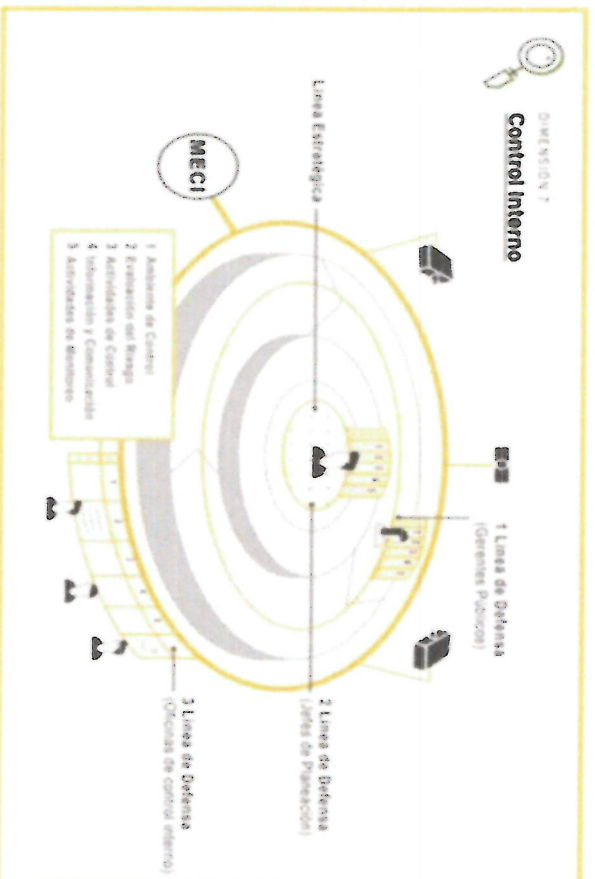 DIMENSIÓN 7
Control Interno
Línea Estratégica
MECI
1 Ambiente de Control
2 Evaluación del Riesgo
3 Actividades de Control
4 Información y Comunicación
5 Actividades de Monitoreo
1 Línea de Defensa
(Gerentes Públicos)
2 Línea de Defensa
(Jefes de Planeación)
3 Línea de Defensa
(Oficinas de control interno)